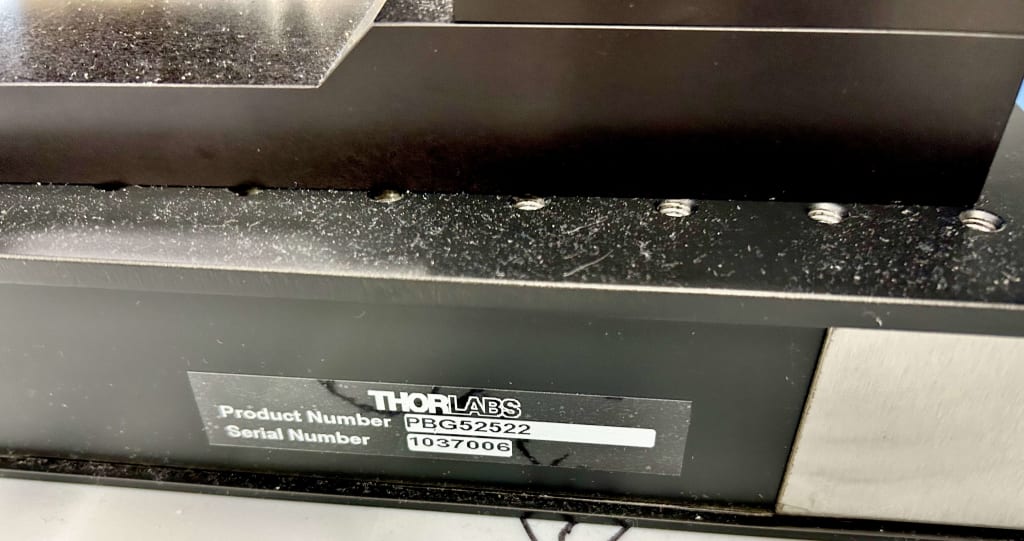 THORLABS
Product Number PBG52522
Serial Number 1037006